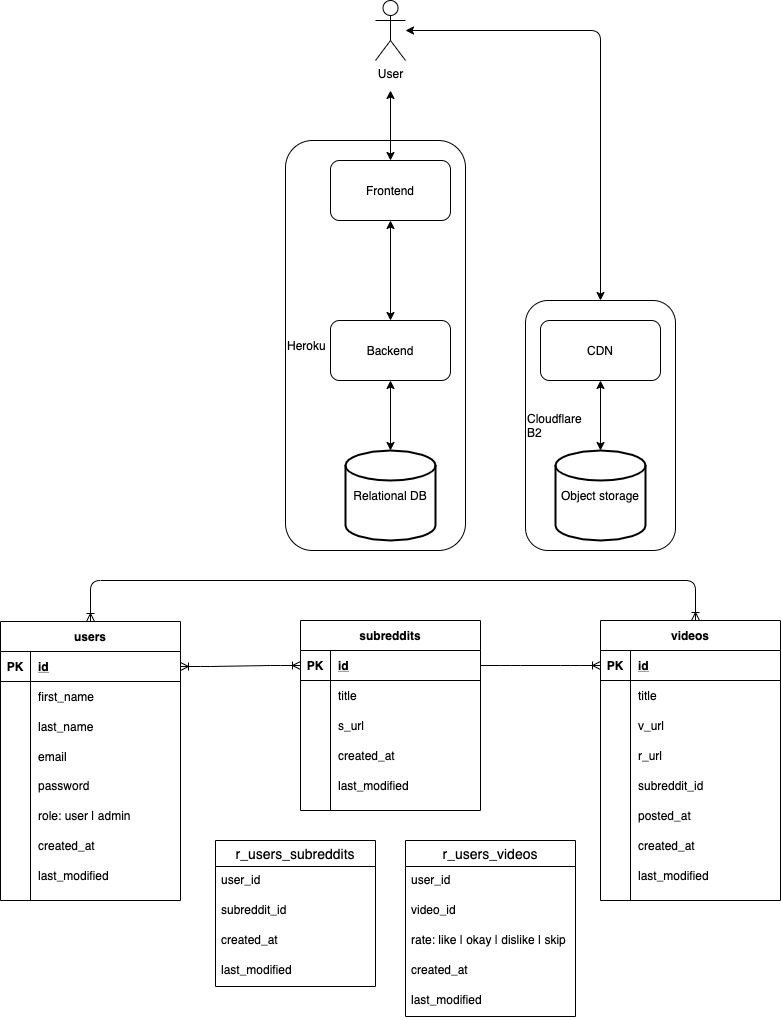 User
Frontend
Heroku
Backend
CDN
Cloudflare
B2
Relational DB
Object storage
users
PK id
first_name
last_name
email
password
role: user | admin
created_at
last_modified
subreddits
PK id
title
s_url
created_at
last_modified
videos
PK id
title
v_url
r_url
subreddit_id
posted_at
created_at
last_modified
r_users_subreddits
user_id
subreddit_id
created_at
last_modified
r_users_videos
user_id
video_id
rate: like | okay | dislike | skip
created_at
last_modified